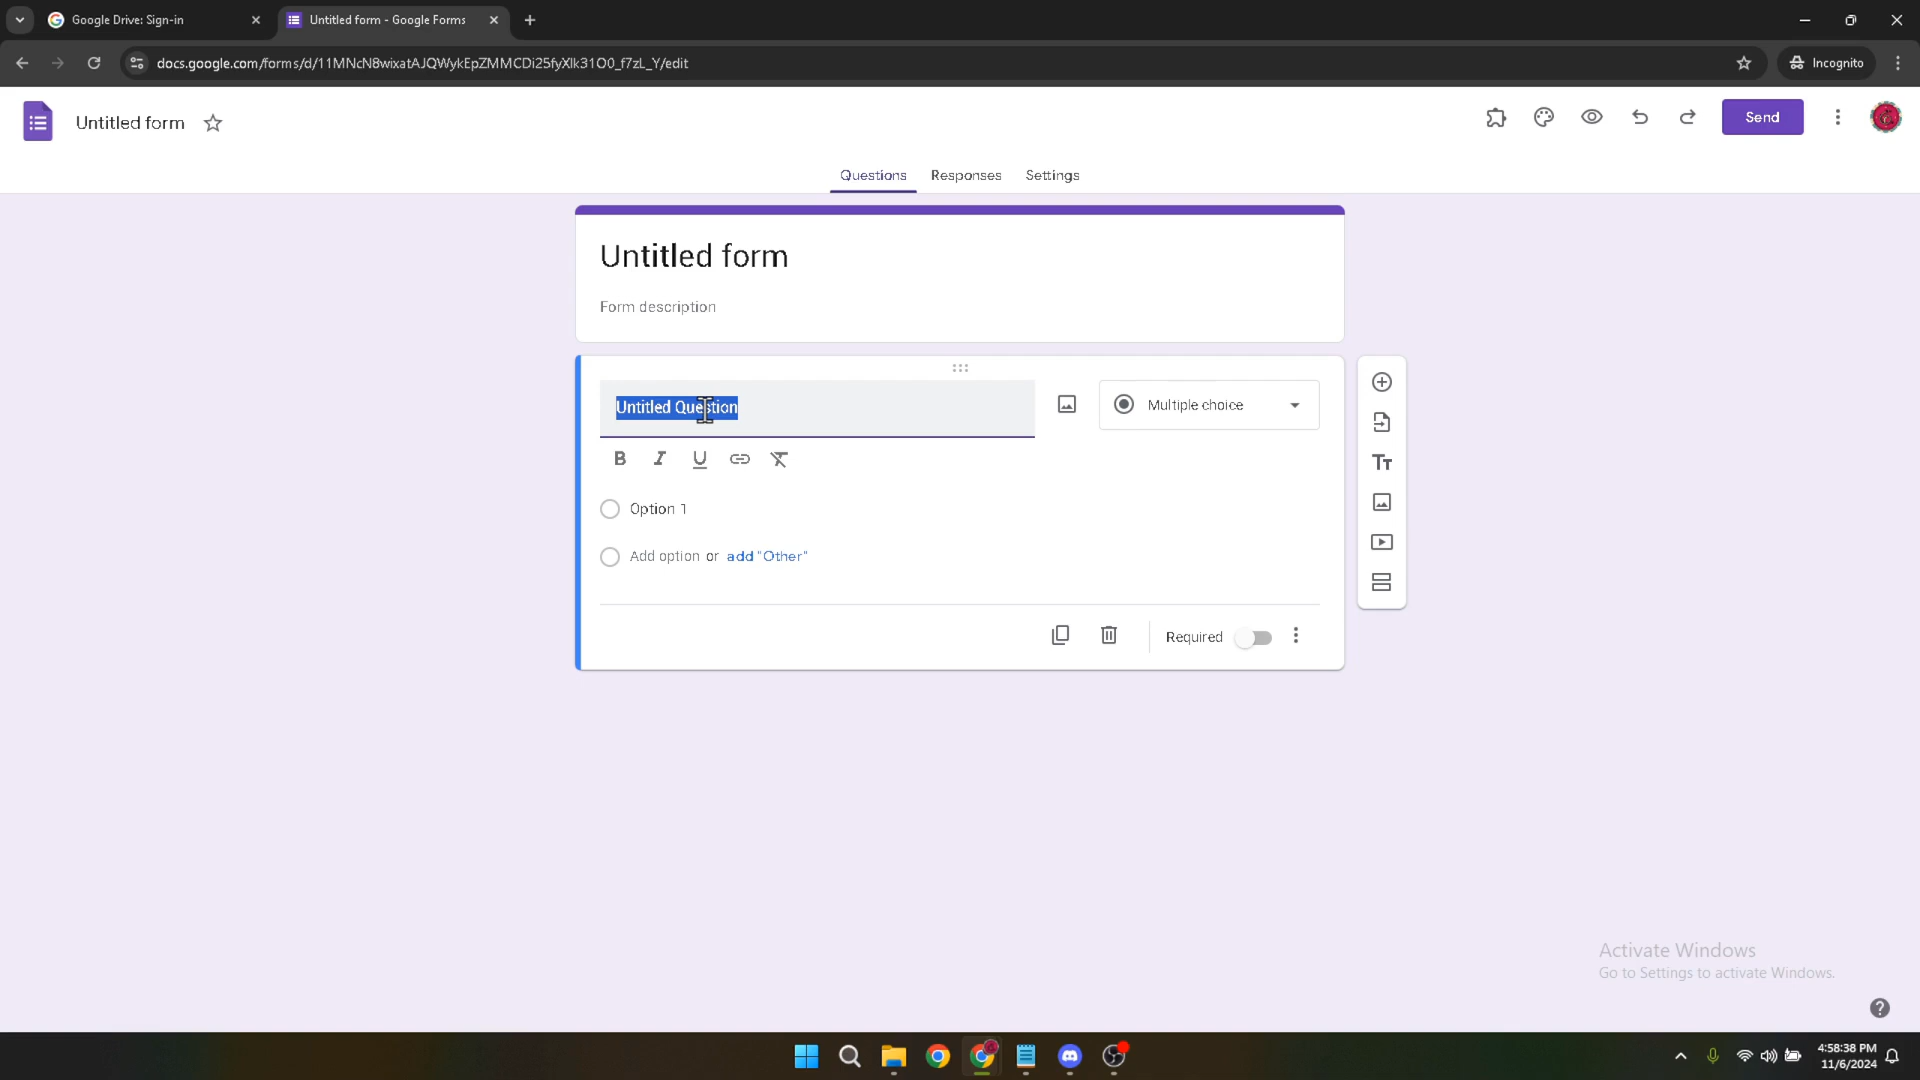 Google Drive: Sign-in
Untitled form - Google Forms
docs.google.com/forms/d/11MNcN8wixatAJQWykEpZMMCDi25fyXlk31O0_f7zL_Y/edit
Incognito
Untitled form
Send
Questions Responses Settings
Untitled form
Form description
Untitled Question
Multiple choice
B I U
Option 1
Add option or add "Other"
Required
Activate Windows
Go to Settings to activate Windows.
4:58:38 PM
11/6/2024